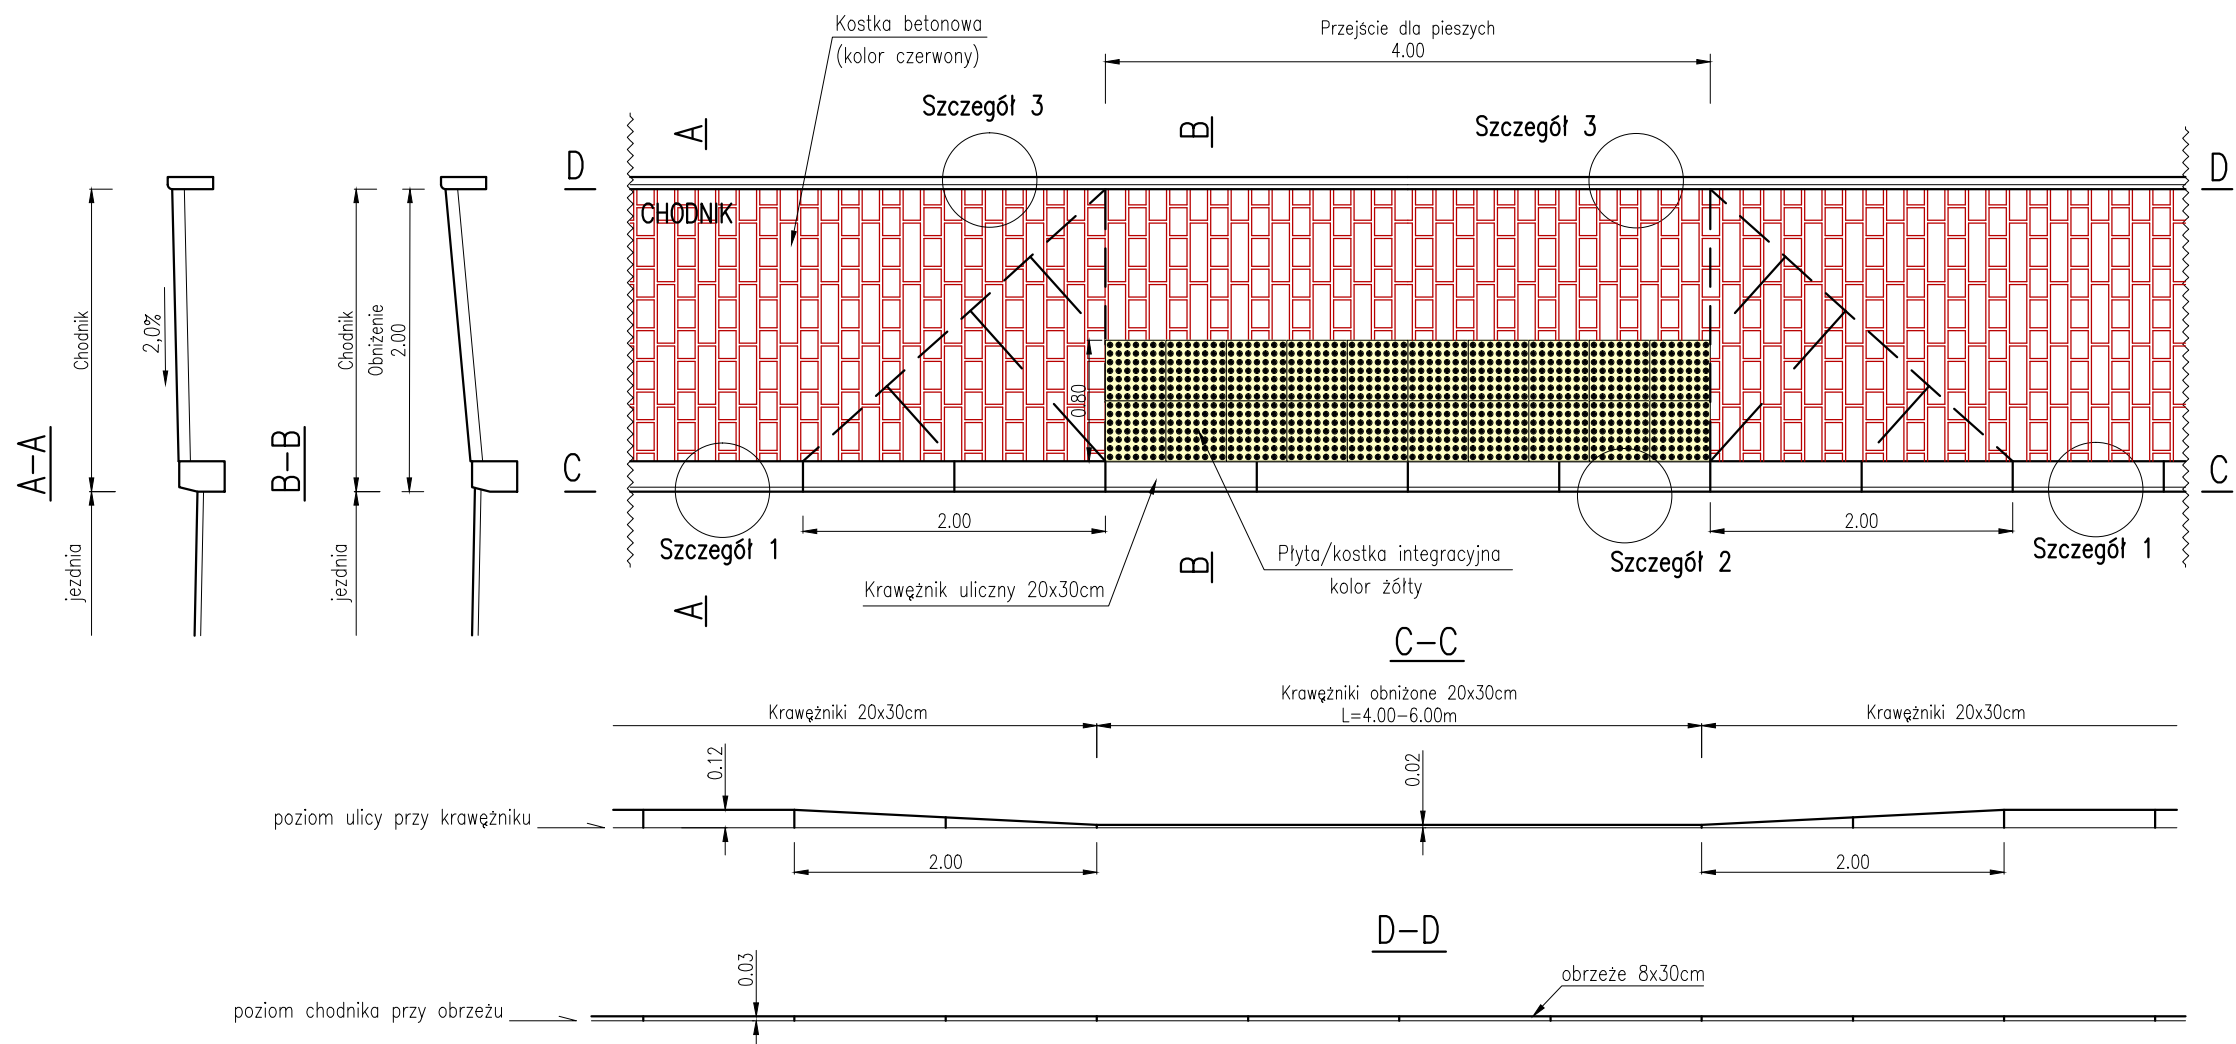 Kostka betonowa
(kolor czerwony)
Przejście dla pieszych
4.00
Szczegół 3
Szczegół 3
A
B
D
D
CHODNIK
Chodnik
2,0%
Chodnik
Obniżenie
2.00
0.80
A-A
B-B
jezdnia
jezdnia
C
C
2.00
2.00
Szczegół 1
Szczegół 2
Szczegół 1
Płyta/kostka integracyjna
kolor żółty
Krawężnik uliczny 20x30cm
A
B
C-C
Krawężniki 20x30cm
Krawężniki obniżone 20x30cm
L=4.00-6.00m
Krawężniki 20x30cm
0.12
0.02
poziom ulicy przy krawężniku
2.00
2.00
D-D
0.03
obrzeże 8x30cm
poziom chodnika przy obrzeżu